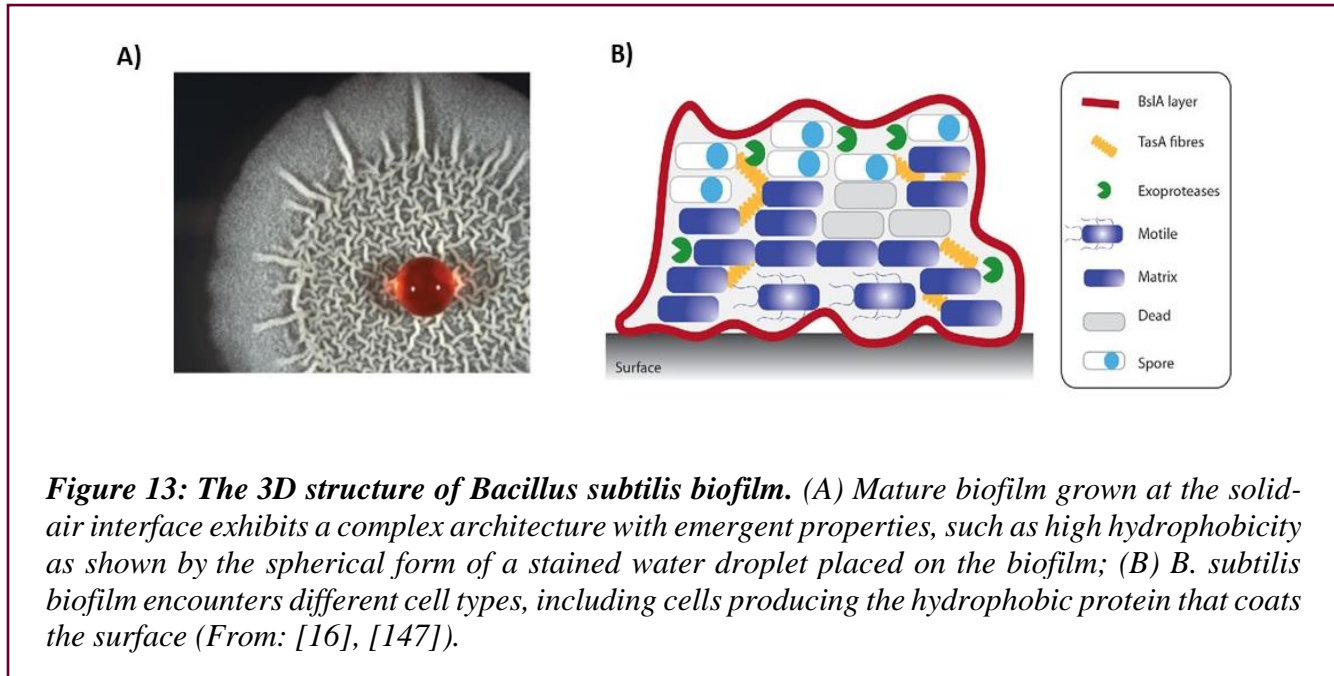 A)
B)
BslA layer
TasA fibres
Exoproteases
Motile
Matrix
Dead
Spore
Surface
Figure 13: The 3D structure of Bacillus subtilis biofilm. (A) Mature biofilm grown at the solid-
air interface exhibits a complex architecture with emergent properties, such as high hydrophobicity
as shown by the spherical form of a stained water droplet placed on the biofilm; (B) B. subtilis
biofilm encounters different cell types, including cells producing the hydrophobic protein that coats
the surface (From: [16], [147]).